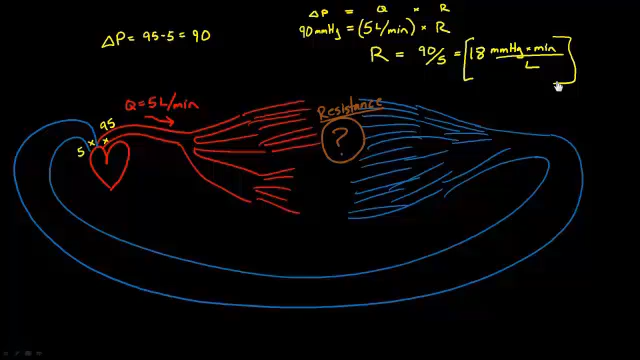 ΔP = Q × R
90 mmHg = (5 L/min) × R
ΔP = 95 - 5 = 90
R = 90/5 = [18 mmHg × min / L]
Q = 5 L/min
Resistance
95
?
5
x x